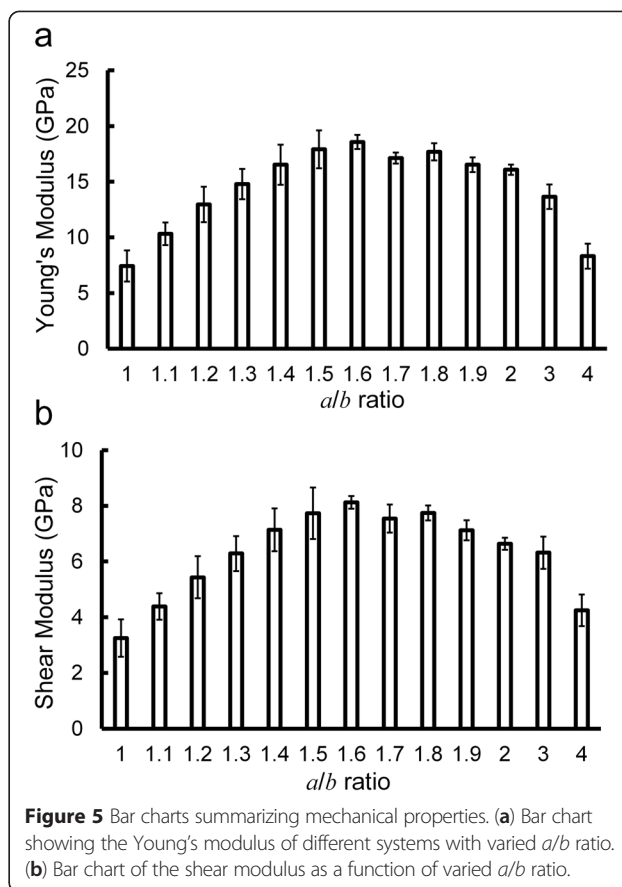 a
Young's Modulus (GPa)
25
20
15
10
5
0
1 1.1 1.2 1.3 1.4 1.5 1.6 1.7 1.8 1.9 2 3 4
a/b ratio
b
Shear Modulus (GPa)
10
8
6
4
2
0
1 1.1 1.2 1.3 1.4 1.5 1.6 1.7 1.8 1.9 2 3 4
a/b ratio
Figure 5 Bar charts summarizing mechanical properties. (a) Bar chart
showing the Young's modulus of different systems with varied a/b ratio.
(b) Bar chart of the shear modulus as a function of varied a/b ratio.